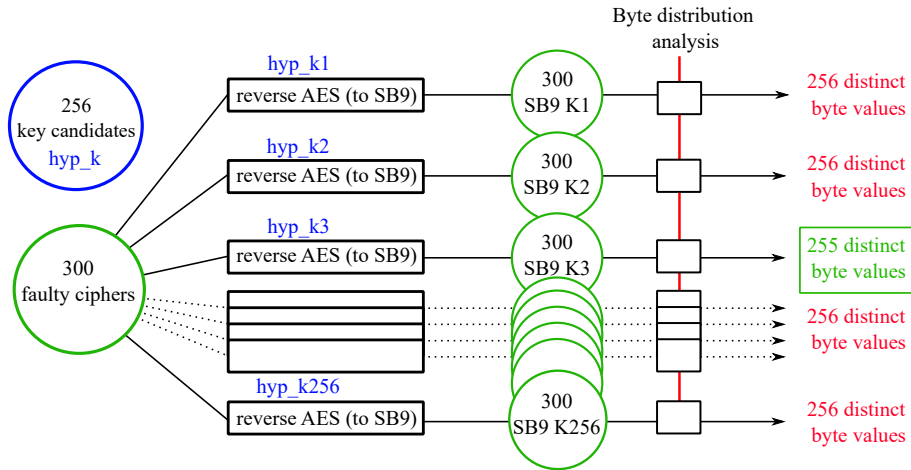 Byte distribution
analysis
256
key candidates
hyp_k
hyp_k1
reverse AES (to SB9)
300
SB9 K1
256 distinct
byte values
hyp_k2
reverse AES (to SB9)
300
SB9 K2
256 distinct
byte values
300
faulty ciphers
hyp_k3
reverse AES (to SB9)
300
SB9 K3
255 distinct
byte values
256 distinct
byte values
hyp_k256
reverse AES (to SB9)
300
SB9 K256
256 distinct
byte values